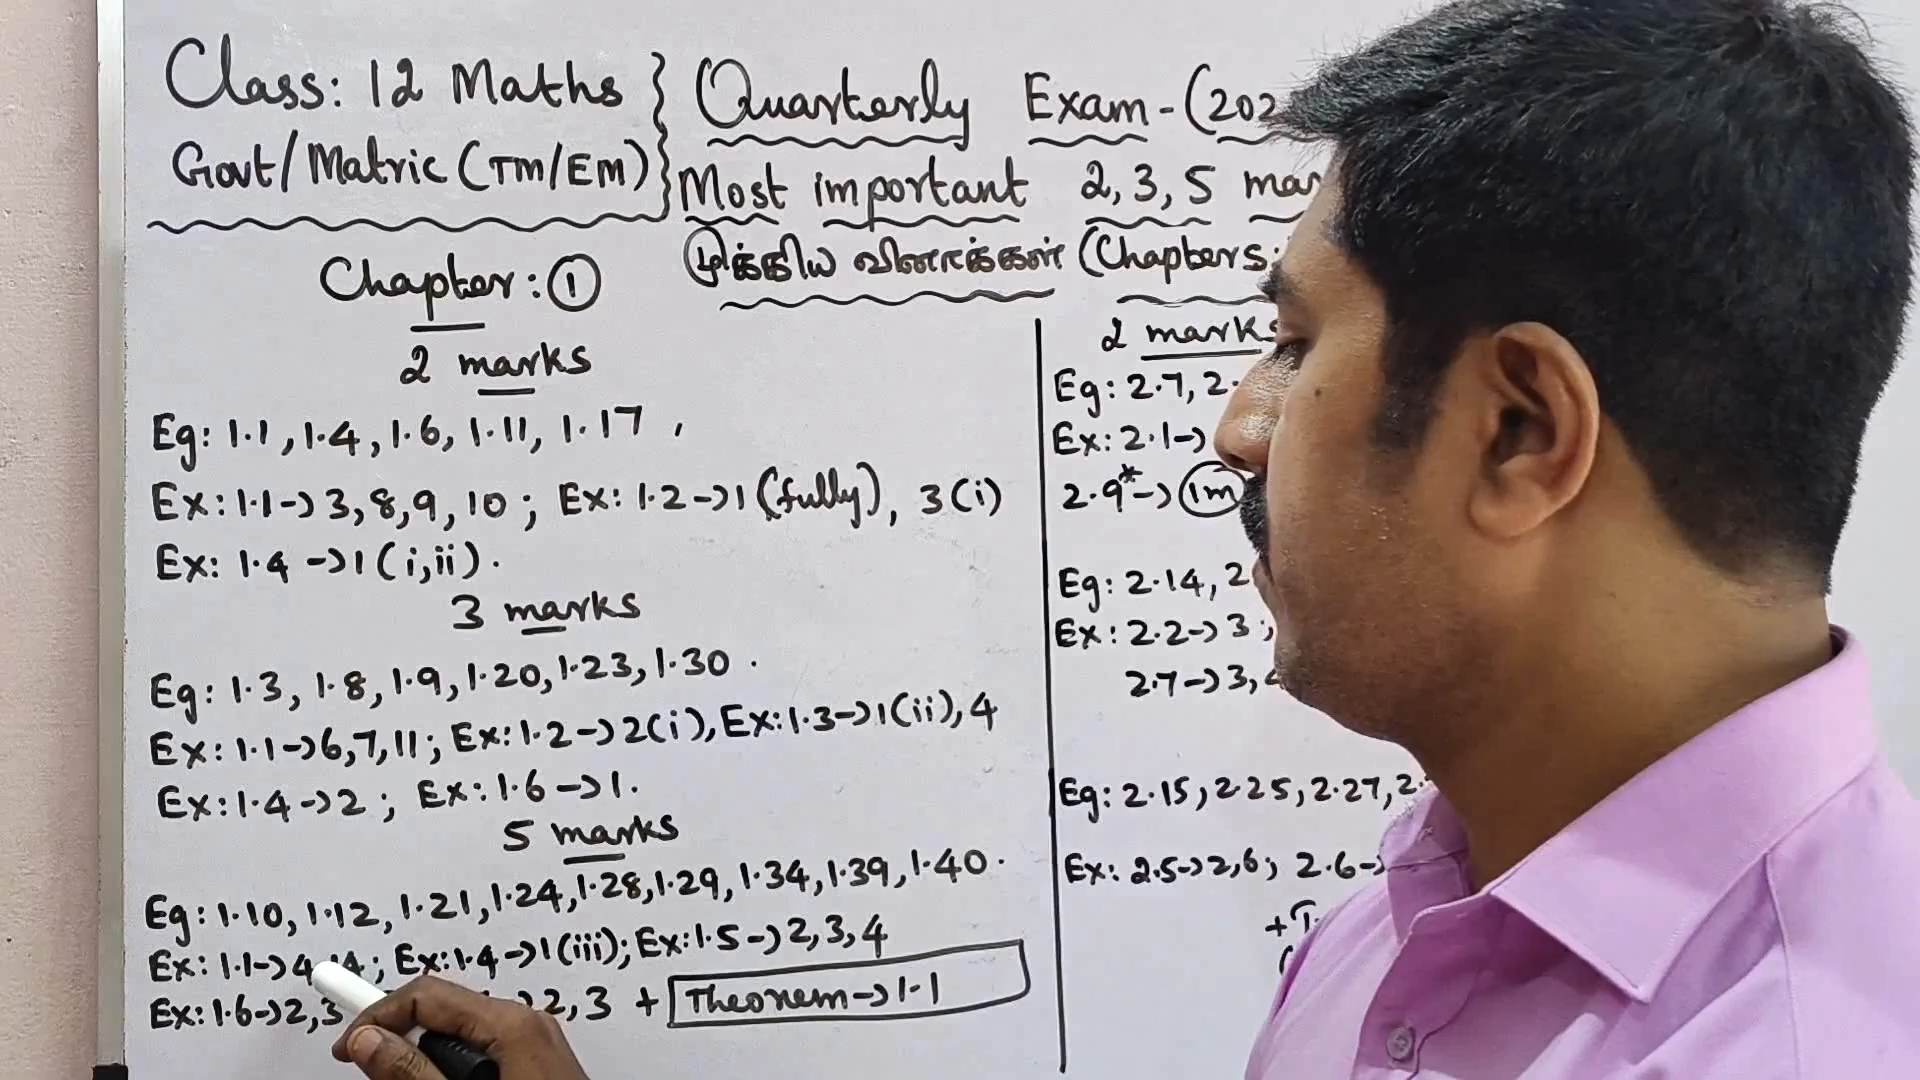 Class: 12 Maths
Govt/Matric (TM/EM)
Quarterly Exam - (202
Most important 2, 3, 5 mar
முக்கிய வினாக்கள் (Chapters:
Chapter: 1
2 marks
Eg: 1.1, 1.4, 1.6, 1.11, 1.17,
Ex: 1.1→3, 8, 9, 10; Ex: 1.2→1(fully), 3(i)
Ex: 1.4→1(i,ii).
3 marks
Eg: 1.3, 1.8, 1.9, 1.20, 1.23, 1.30.
Ex: 1.1→6,7,11; Ex: 1.2→2(i), Ex: 1.3→1(ii), 4
Ex: 1.4→2; Ex: 1.6→1.
5 marks
Eg: 1.10, 1.12, 1.21, 1.24, 1.28, 1.29, 1.34, 1.39, 1.40.
Ex: 1.1→4 ; Ex: 1.4→1(iii); Ex: 1.5→2,3,4
Ex: 1.6→2,3 →2,3 + Theorem→1.1
2 marks
Eg: 2.7, 2.
Ex: 2.1→
2.9*→ 1m
Eg: 2.14, 2
Ex: 2.2→3;
2.7→3,
Eg: 2.15, 2.25, 2.27, 2.
Ex: 2.5→2,6; 2.6→